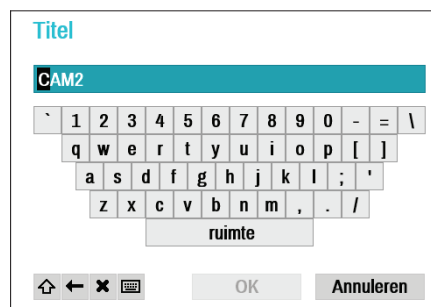 Titel
CAM2
` 1 2 3 4 5 6 7 8 9 0 - = \
q w e r t y u i o p [ ]
a s d f g h j k l ; '
z x c v b n m , . /
ruimte
OK Annuleren